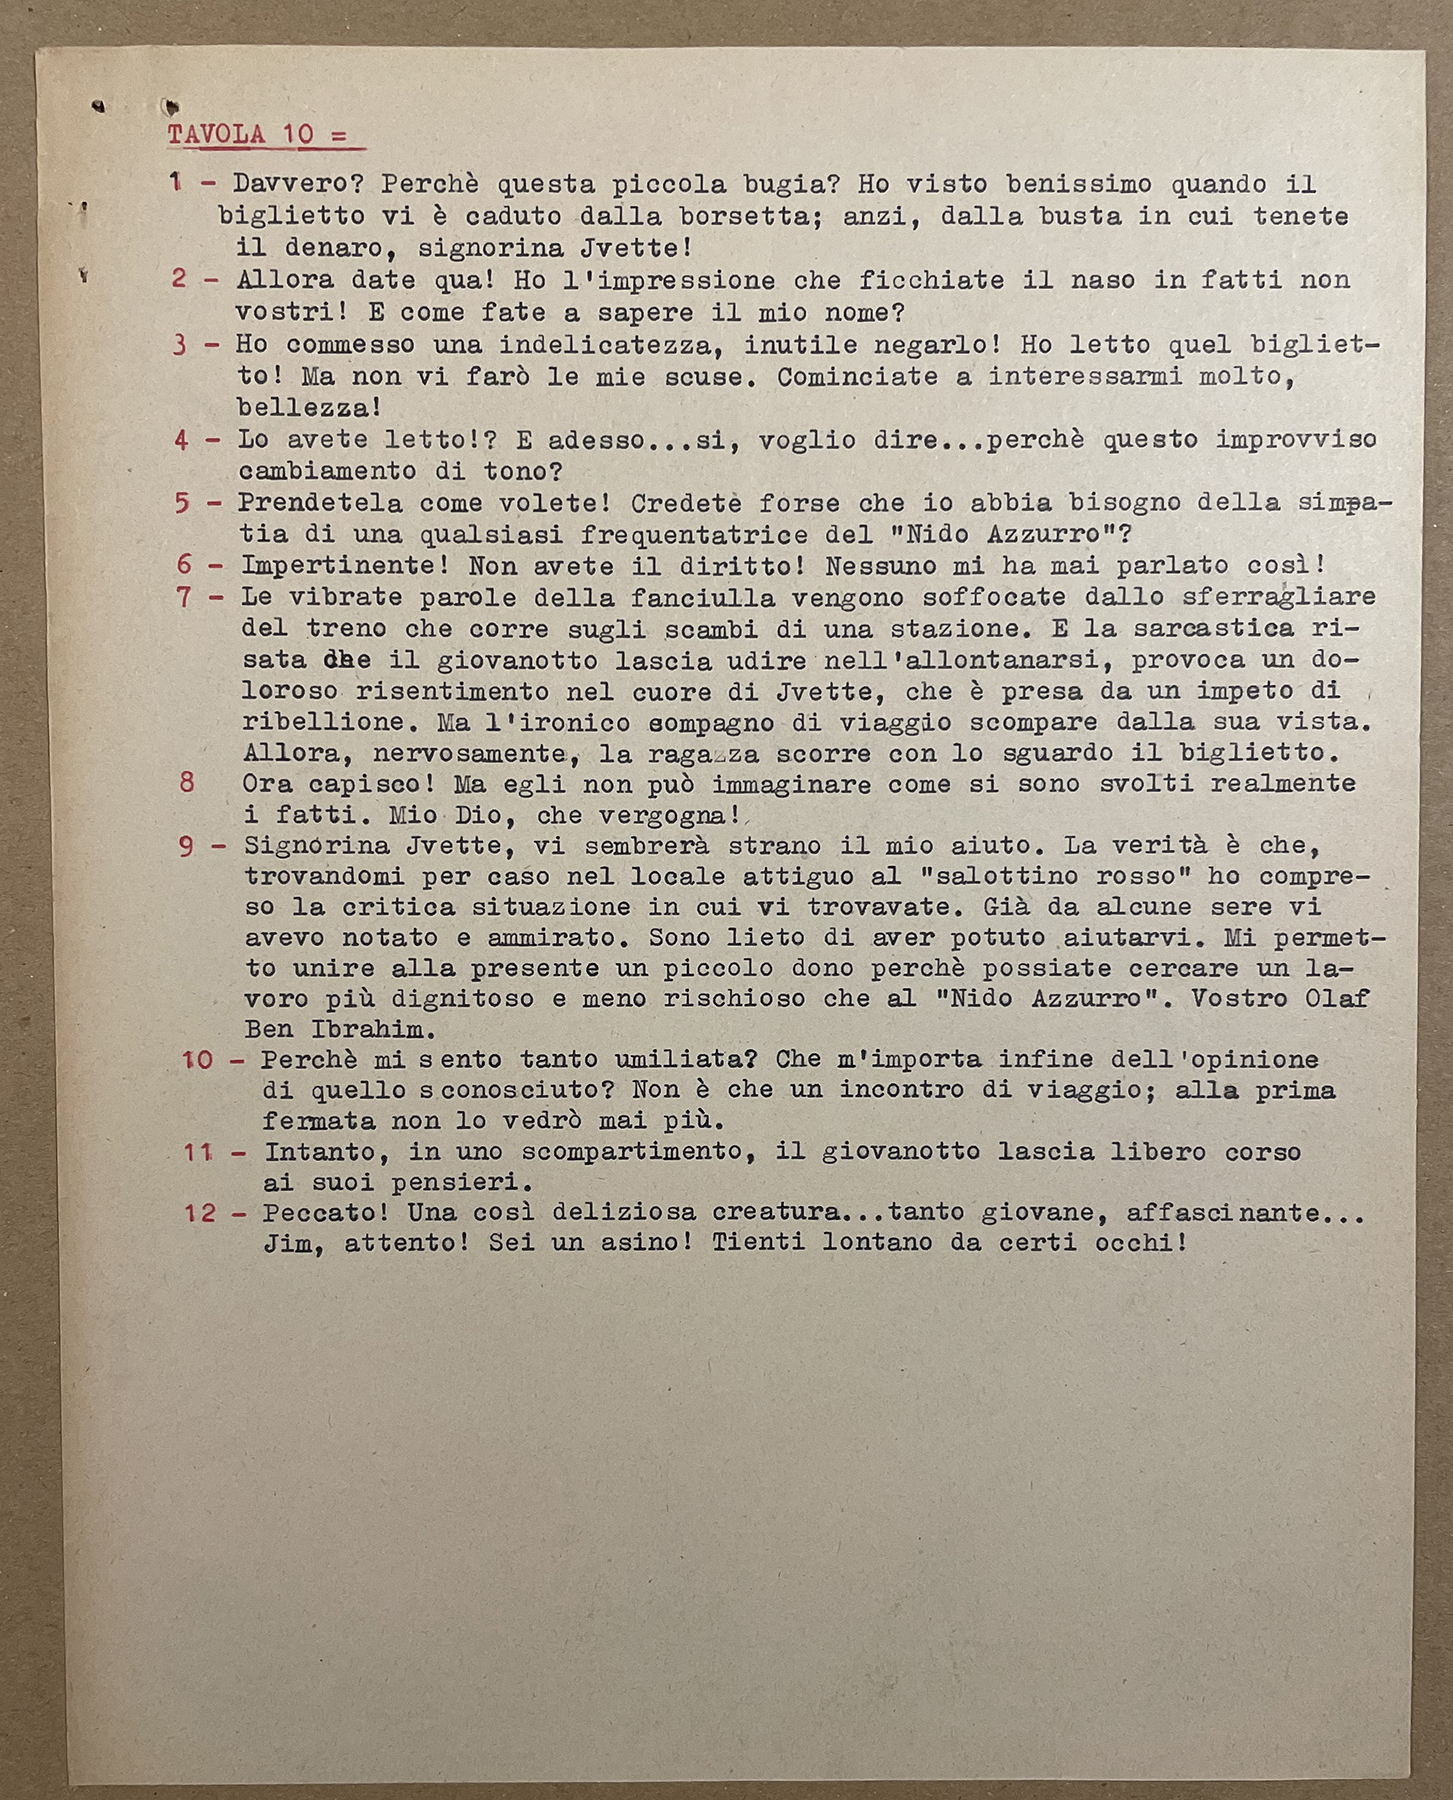 TAVOLA 10 =
1 - Davvero? Perchè questa piccola bugia? Ho visto benissimo quando il
biglietto vi è caduto dalla borsetta; anzi, dalla busta in cui tenete
il denaro, signorina Jvette!
2 - Allora date qua! Ho l'impressione che ficchiate il naso in fatti non
vostri! E come fate a sapere il mio nome?
3 - Ho commesso una indelicatezza, inutile negarlo! Ho letto quel bigliet-
to! Ma non vi farò le mie scuse. Cominciate a interessarmi molto,
bellezza!
4 - Lo avete letto!? E adesso...si, voglio dire...perchè questo improvviso
cambiamento di tono?
5 - Prendetela come volete! Credete forse che io abbia bisogno della simpa-
tia di una qualsiasi frequentatrice del "Nido Azzurro"?
6 - Impertinente! Non avete il diritto! Nessuno mi ha mai parlato così!
7 - Le vibrate parole della fanciulla vengono soffocate dallo sferragliare
del treno che corre sugli scambi di una stazione. E la sarcastica ri-
sata che il giovanotto lascia udire nell'allontanarsi, provoca un do-
loroso risentimento nel cuore di Jvette, che è presa da un impeto di
ribellione. Ma l'ironico compagno di viaggio scompare dalla sua vista.
Allora, nervosamente, la ragazza scorre con lo sguardo il biglietto.
8 Ora capisco! Ma egli non può immaginare come si sono svolti realmente
i fatti. Mio Dio, che vergogna!
9 - Signorina Jvette, vi sembrerà strano il mio aiuto. La verità è che,
trovandomi per caso nel locale attiguo al "salottino rosso" ho compre-
so la critica situazione in cui vi trovavate. Già da alcune sere vi
avevo notato e ammirato. Sono lieto di aver potuto aiutarvi. Mi permet-
to unire alla presente un piccolo dono perchè possiate cercare un la-
voro più dignitoso e meno rischioso che al "Nido Azzurro". Vostro Olaf
Ben Ibrahim.
10 - Perchè mi sento tanto umiliata? Che m'importa infine dell'opinione
di quello sconosciuto? Non è che un incontro di viaggio; alla prima
fermata non lo vedrò mai più.
11 - Intanto, in uno scompartimento, il giovanotto lascia libero corso
ai suoi pensieri.
12 - Peccato! Una così deliziosa creatura...tanto giovane, affascinante...
Jim, attento! Sei un asino! Tienti lontano da certi occhi!